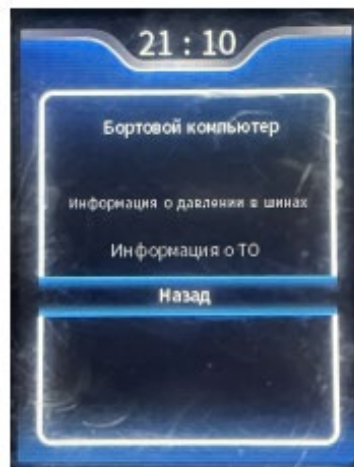 21 : 10
Бортовой компьютер
Информация о давлении в шинах
Информация о ТО
Назад